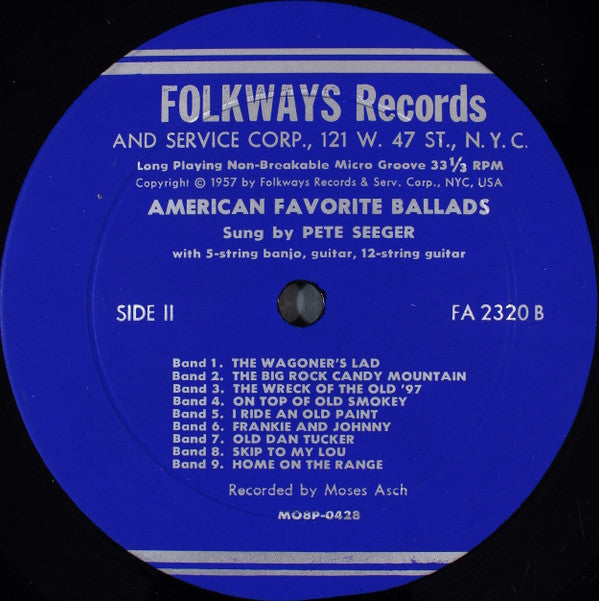 FOLKWAYS Records
AND SERVICE CORP., 121 W. 47 ST., N.Y.C.
Long Playing Non-Breakable Micro Groove 33 1/3 RPM
Copyright © 1957 by Folkways Records & Serv. Corp., NYC, USA
AMERICAN FAVORITE BALLADS
Sung by PETE SEEGER
with 5-string banjo, guitar, 12-string guitar
SIDE II FA 2320 B
Band 1. THE WAGONER'S LAD
Band 2. THE BIG ROCK CANDY MOUNTAIN
Band 3. THE WRECK OF THE OLD '97
Band 4. ON TOP OF OLD SMOKEY
Band 5. I RIDE AN OLD PAINT
Band 6. FRANKIE AND JOHNNY
Band 7. OLD DAN TUCKER
Band 8. SKIP TO MY LOU
Band 9. HOME ON THE RANGE
Recorded by Moses Asch
MO8P-0428